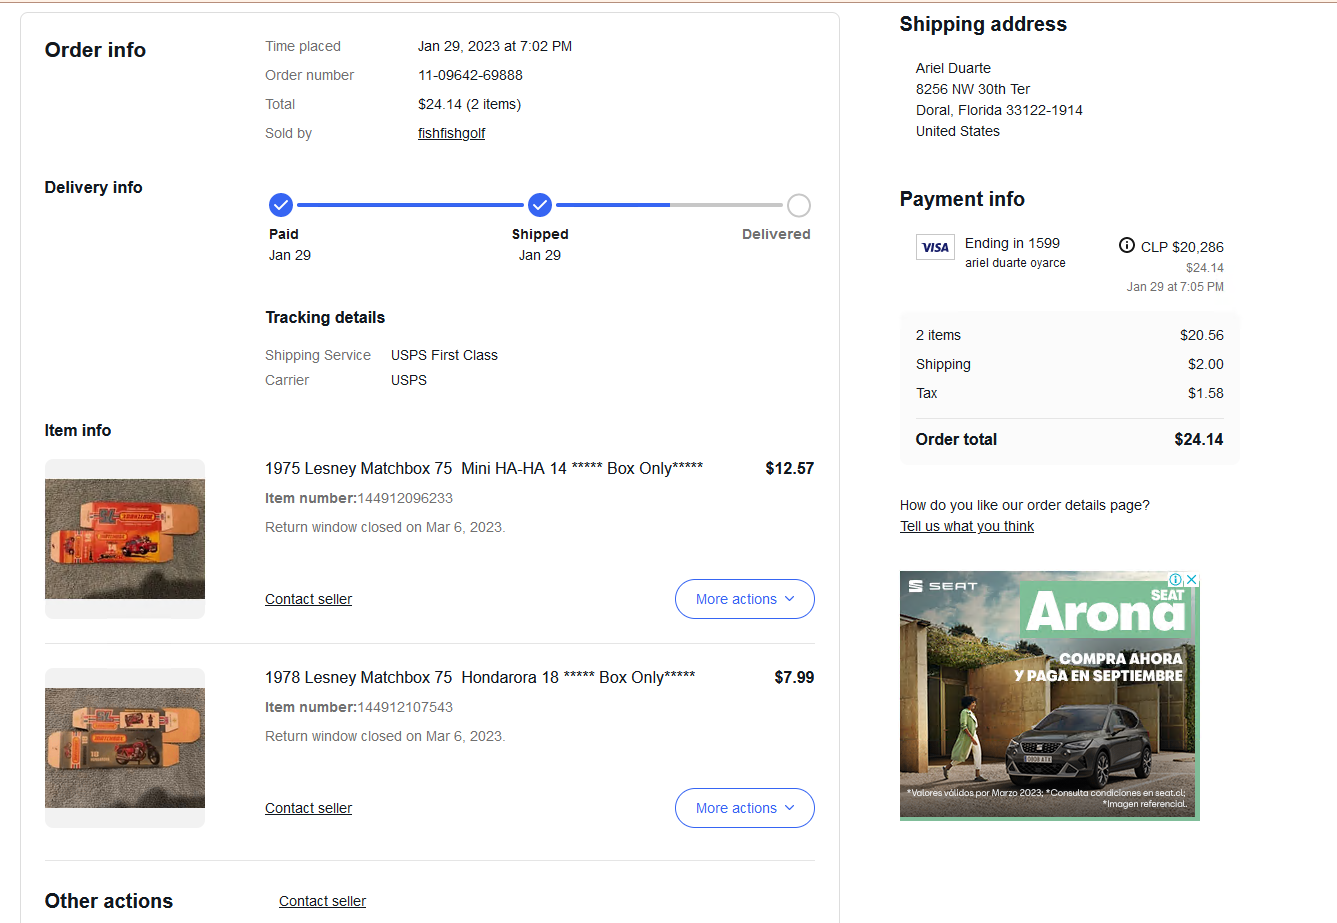 Order info
Time placed Jan 29, 2023 at 7:02 PM
Order number 11-09642-69888
Total $24.14 (2 items)
Sold by fishfishgolf
Delivery info
Paid Shipped Delivered
Jan 29 Jan 29
Tracking details
Shipping Service USPS First Class
Carrier USPS
Item info
1975 Lesney Matchbox 75 Mini HA-HA 14 ***** Box Only***** $12.57
Item number:144912096233
Return window closed on Mar 6, 2023.
Contact seller More actions
1978 Lesney Matchbox 75 Hondarora 18 ***** Box Only***** $7.99
Item number:144912107543
Return window closed on Mar 6, 2023.
Contact seller More actions
Other actions Contact seller
Shipping address
Ariel Duarte
8256 NW 30th Ter
Doral, Florida 33122-1914
United States
Payment info
VISA Ending in 1599 CLP $20,286
ariel duarte oyarce $24.14
Jan 29 at 7:05 PM
2 items $20.56
Shipping $2.00
Tax $1.58
Order total $24.14
How do you like our order details page?
Tell us what you think
SEAT
SEAT
Arona
COMPRA AHORA
Y PAGA EN SEPTIEMBRE
*Valores válidos por Marzo 2023; *Consulta condiciones en seat.cl;
*Imagen referencial.